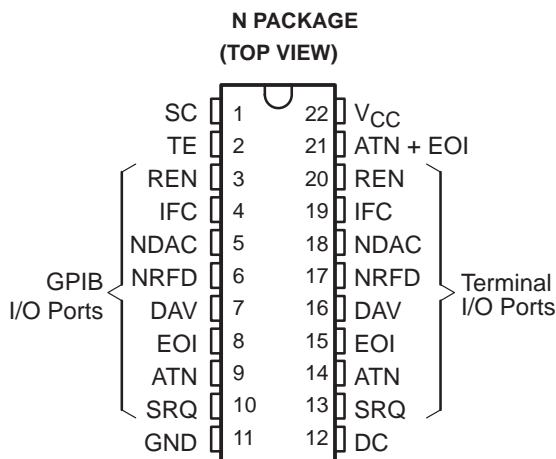 N PACKAGE
(TOP VIEW)
SC 1 22 VCC
TE 2 21 ATN + EOI
REN 3 20 REN
IFC 4 19 IFC
NDAC 5 18 NDAC
NRFD 6 17 NRFD
DAV 7 16 DAV
EOI 8 15 EOI
ATN 9 14 ATN
SRQ 10 13 SRQ
GND 11 12 DC
GPIB
I/O Ports
Terminal
I/O Ports